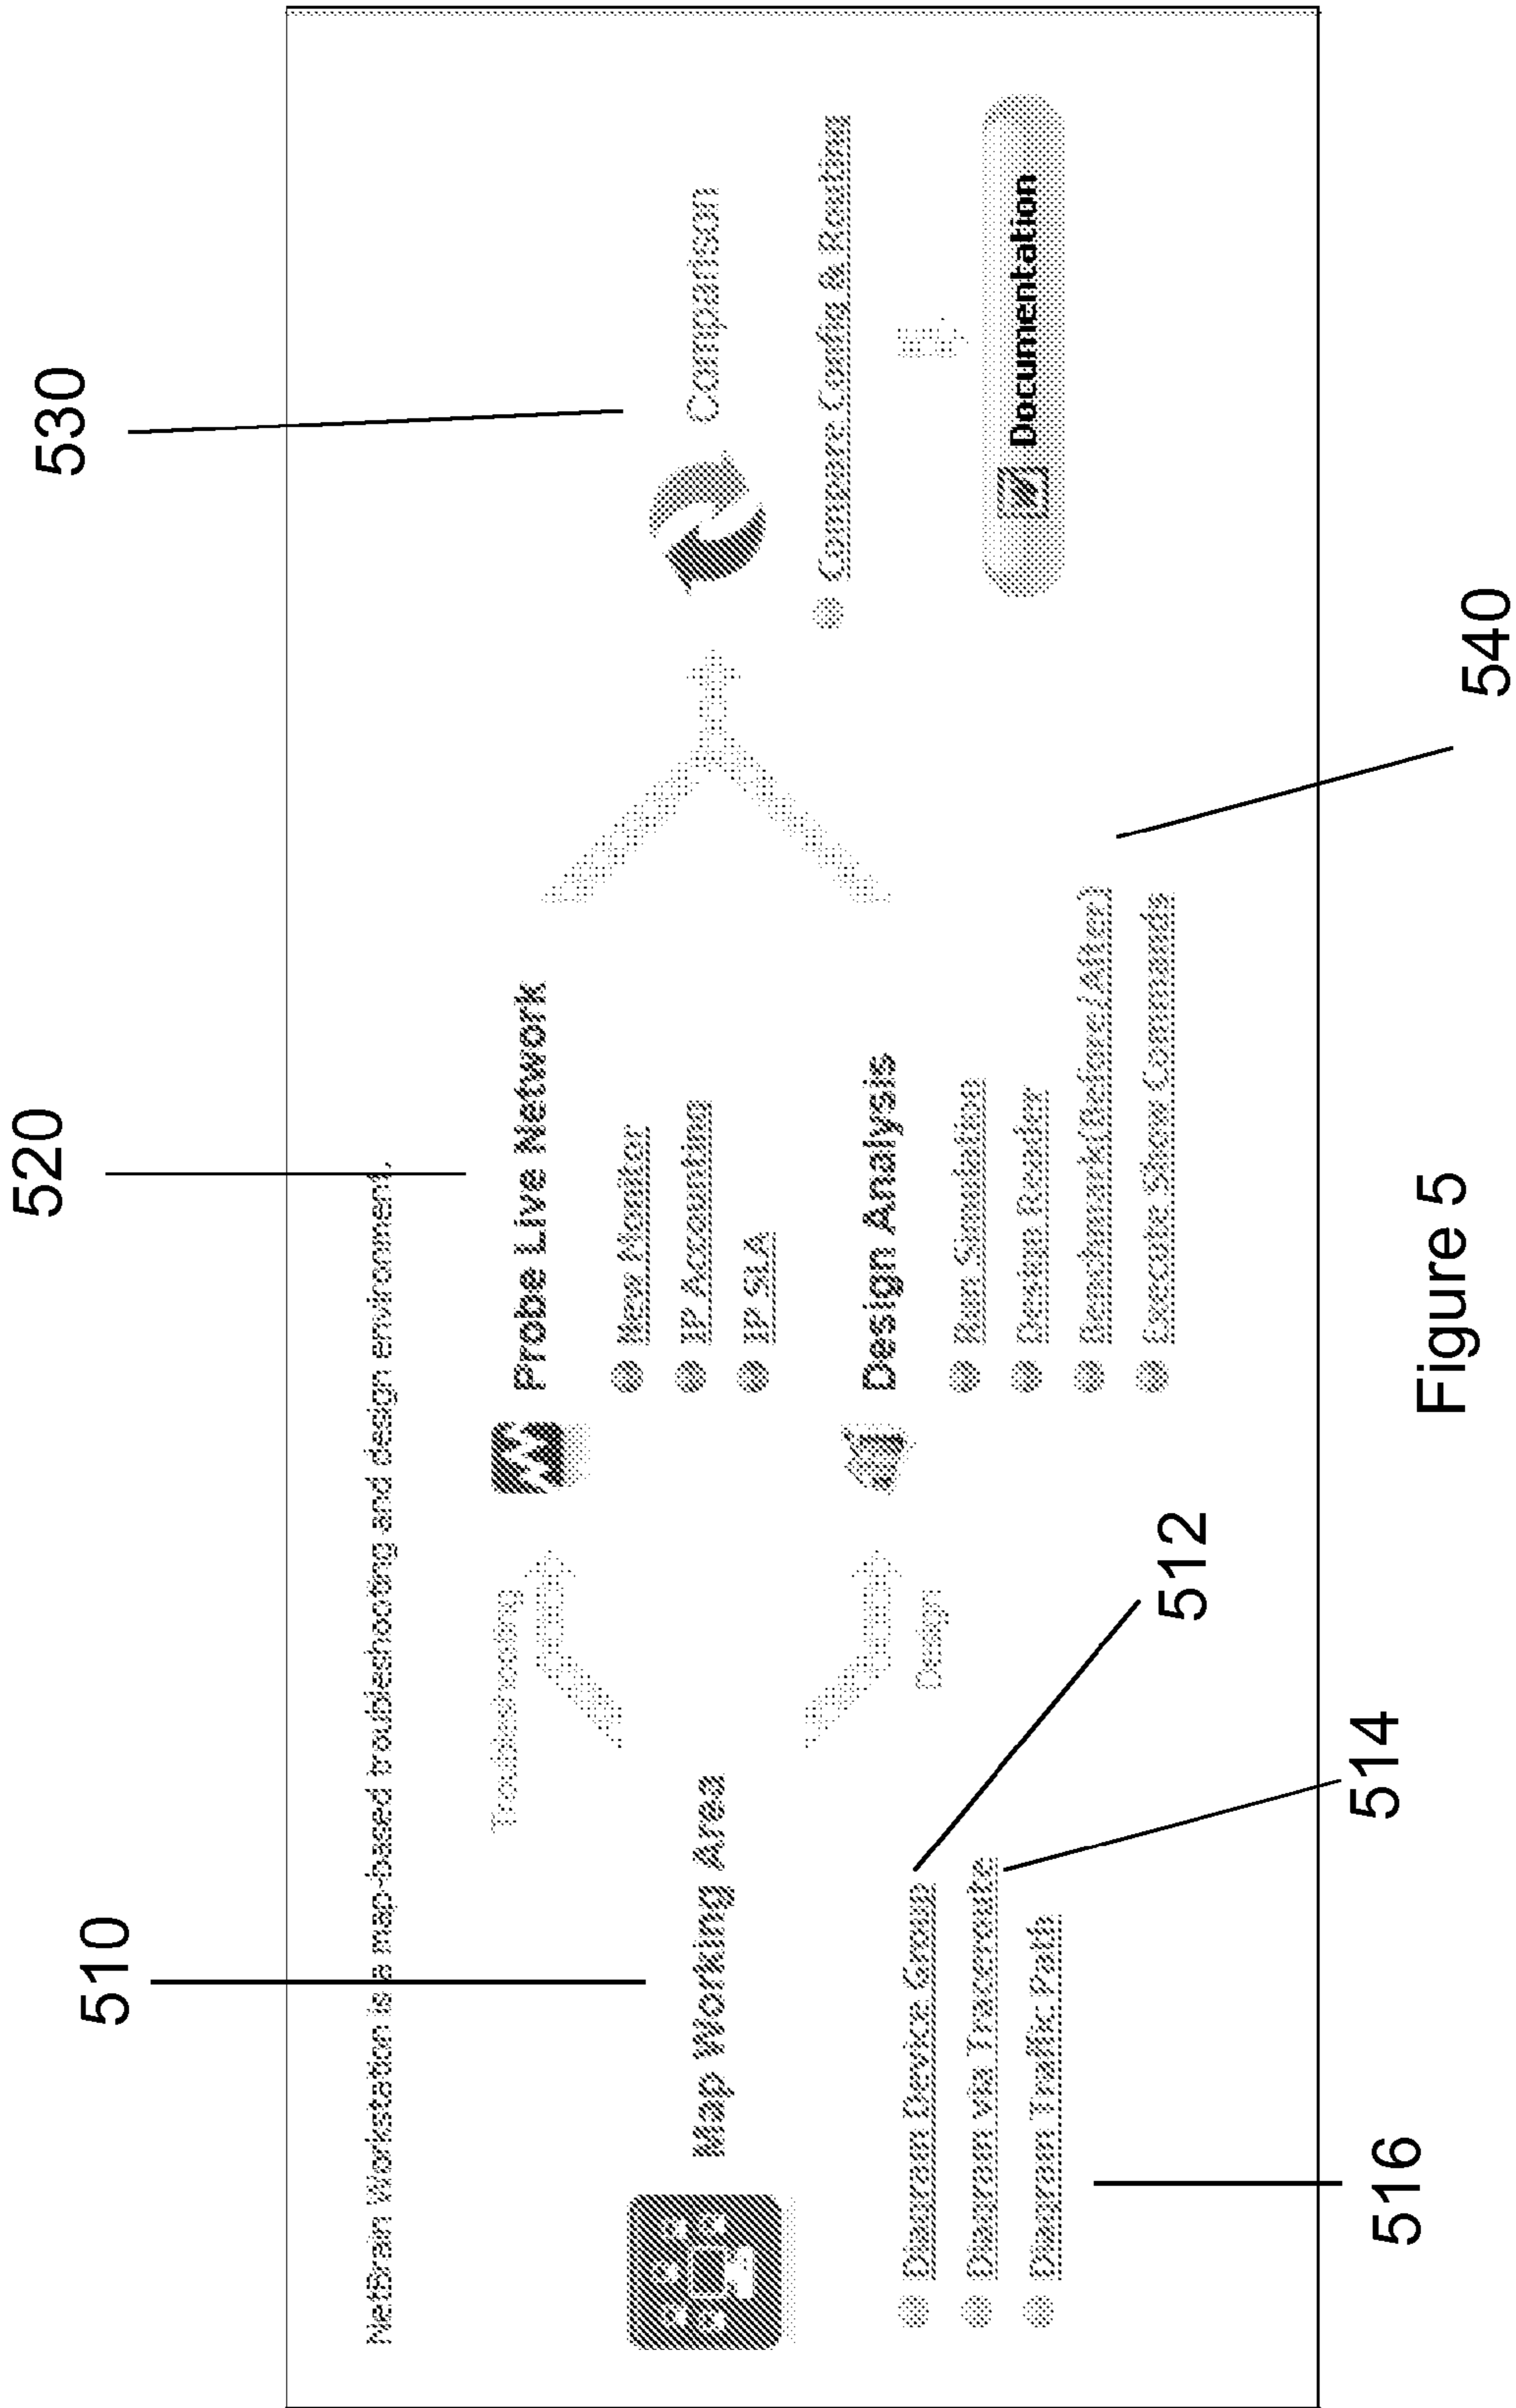 510
520
530
NetBrain Workstation is a map-based troubleshooting and design environment.
Troubleshooting
Map Working Area
Diagram Device Group
Diagram via Traceroute
Diagram Traffic Path
Design
Probe Live Network
New Monitor
IP Accounting
IP SLA
Design Analysis
Run Simulation
Design Reader
Benchmark(Before/After)
Execute Show Commands
Comparison
Compare Config & Routing
Documentation
516
514
512
540
Figure 5